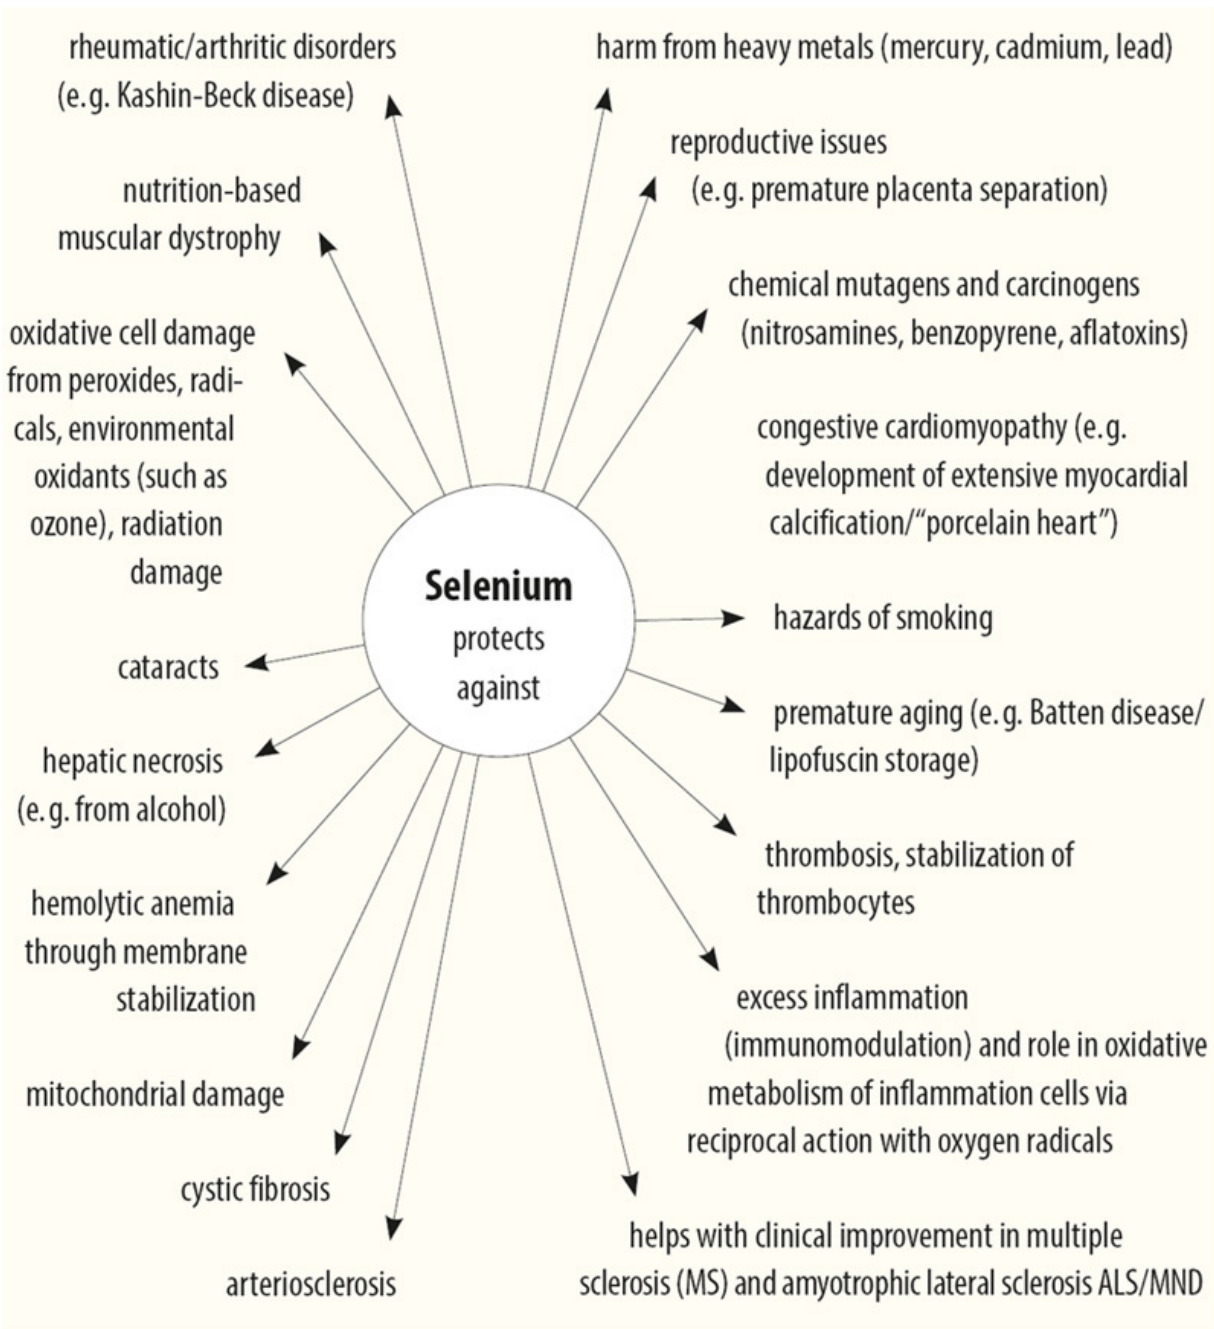 rheumatic/arthritic disorders
(e.g. Kashin-Beck disease)
nutrition-based
muscular dystrophy
oxidative cell damage
from peroxides, radi-
cals, environmental
oxidants (such as
ozone), radiation
damage
cataracts
hepatic necrosis
(e.g. from alcohol)
hemolytic anemia
through membrane
stabilization
mitochondrial damage
cystic fibrosis
arteriosclerosis
Selenium
protects
against
harm from heavy metals (mercury, cadmium, lead)
reproductive issues
(e.g. premature placenta separation)
chemical mutagens and carcinogens
(nitrosamines, benzopyrene, aflatoxins)
congestive cardiomyopathy (e.g.
development of extensive myocardial
calcification/“porcelain heart”)
hazards of smoking
premature aging (e.g. Batten disease/
lipofuscin storage)
thrombosis, stabilization of
thrombocytes
excess inflammation
(immunomodulation) and role in oxidative
metabolism of inflammation cells via
reciprocal action with oxygen radicals
helps with clinical improvement in multiple
sclerosis (MS) and amyotrophic lateral sclerosis ALS/MND